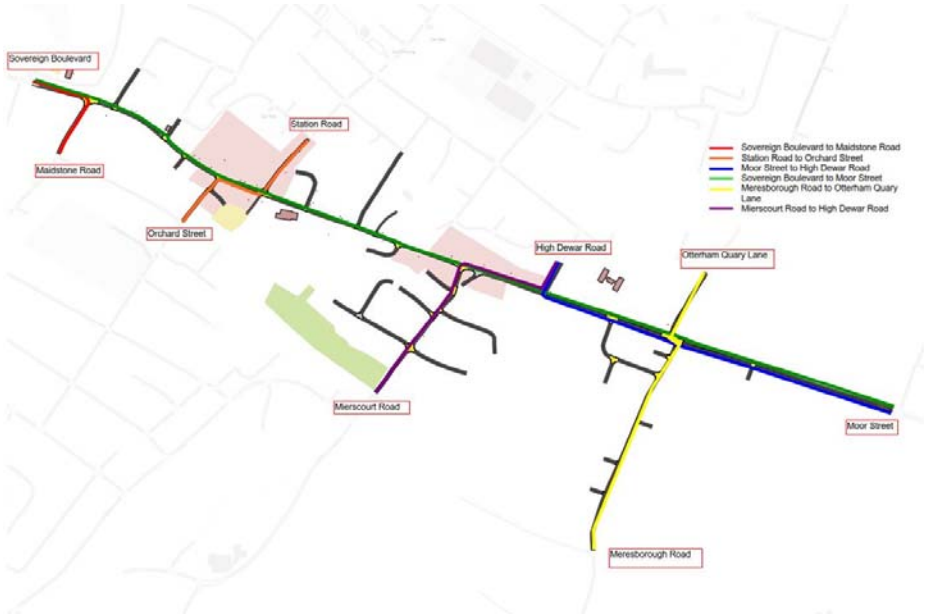 Sovereign Boulevard
Station Road
Maidstone Road
Sovereign Boulevard to Maidstone Road
Station Road to Orchard Street
Moor Street to High Dewar Road
Sovereign Boulevard to Moor Street
Meresborough Road to Otterham Quary
Lane
Mierscourt Road to High Dewar Road
Orchard Street
High Dewar Road
Otterham Quary Lane
Mierscourt Road
Moor Street
Meresborough Road